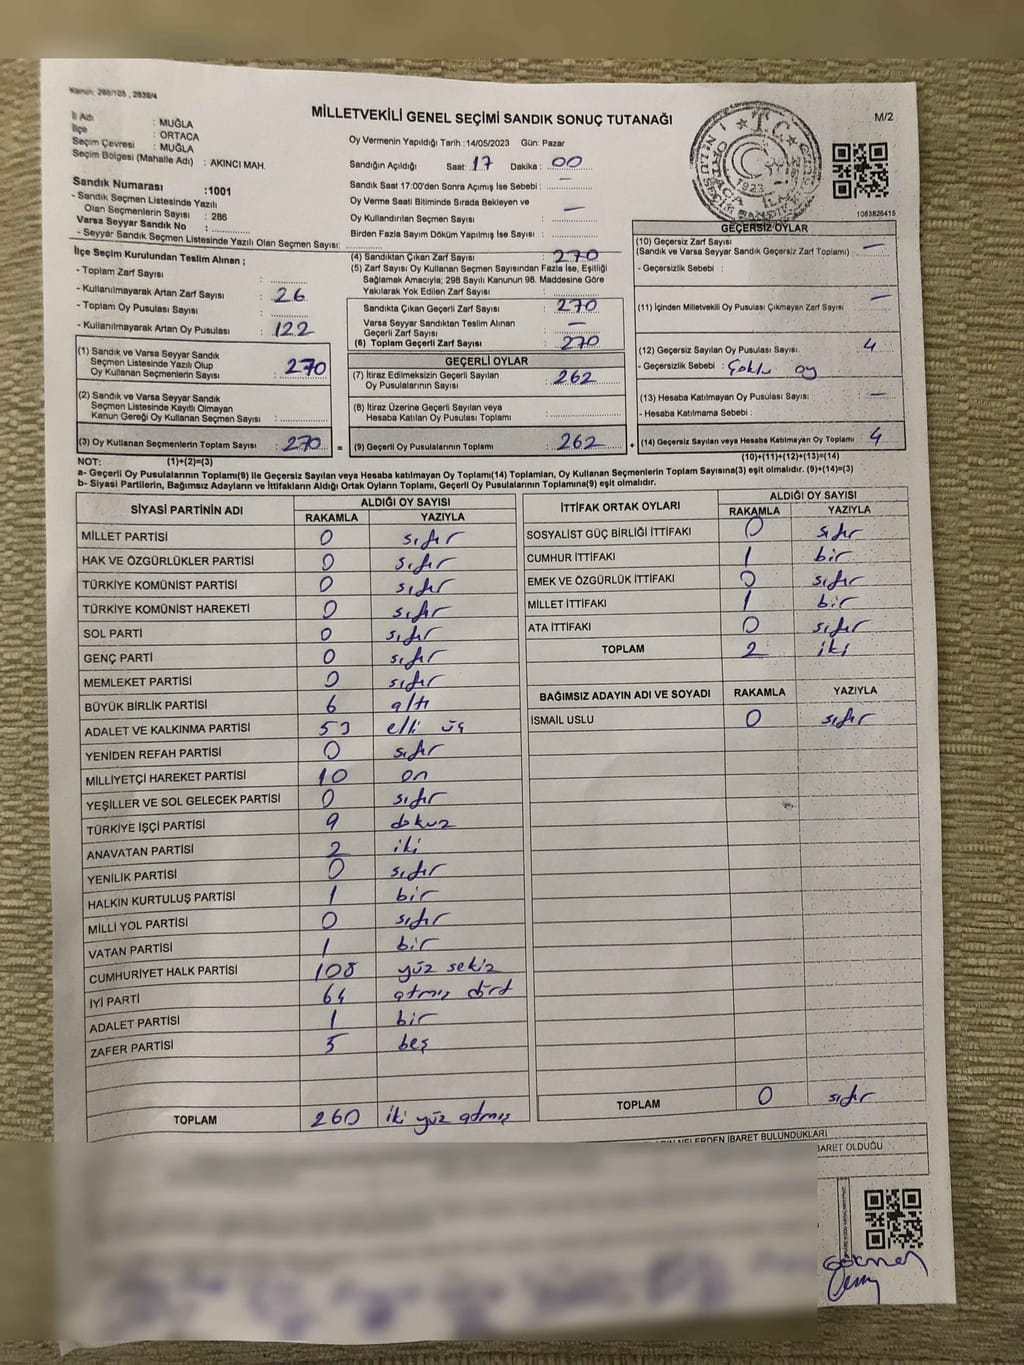 Kanun: 298/105 , 2839/4
MİLLETVEKİLİ GENEL SEÇİMİ SANDIK SONUÇ TUTANAĞI
M/2
İl Adı : MUĞLA
İlçe : ORTACA
Seçim Çevresi : MUĞLA
Seçim Bölgesi (Mahalle Adı) : AKINCI MAH.
Oy Vermenin Yapıldığı Tarih :14/05/2023 Gün: Pazar
Sandığın Açıldığı Saat: 17 Dakika : 00
Sandık Saat 17:00'den Sonra Açımış İse Sebebi : —
Oy Verme Saati Bitiminde Sırada Bekleyen ve
Oy Kullandırılan Seçmen Sayısı : —
Birden Fazla Sayım Döküm Yapılmış İse Sayısı :
T.C.
1923
1083826415
Sandık Numarası :1001
- Sandık Seçmen Listesinde Yazılı
Olan Seçmenlerin Sayısı : 286
Varsa Seyyar Sandık No :
- Seyyar Sandık Seçmen Listesinde Yazılı Olan Seçmen Sayısı:
İlçe Seçim Kurulundan Teslim Alınan ;
- Toplam Zarf Sayısı :
- Kullanılmayarak Artan Zarf Sayısı : 26
- Toplam Oy Pusulası :
- Kullanılmayarak Artan Oy Pusulası : 122
(1) Sandık ve Varsa Seyyar Sandık
Seçmen Listesinde Yazılı Olup
Oy Kullanan Seçmenlerin Sayısı : 270
(2) Sandık ve Varsa Seyyar Sandık
Seçmen Listesinde Kayıtlı Olmayan
Kanun Gereği Oy Kullanan Seçmen Sayısı :
(3) Oy Kullanan Seçmenlerin Toplam Sayısı : 270 =
(4) Sandıktan Çıkan Zarf Sayısı : 270
(5) Zarf Sayısı Oy Kullanan Seçmen Sayısından Fazla İse, Eşitliği
Sağlamak Amacıyla; 298 Sayılı Kanunun 98. Maddesine Göre
Yakılarak Yok Edilen Zarf Sayısı :
Sandıkta Çıkan Geçerli Zarf Sayısı : 270
Varsa Seyyar Sandıktan Teslim Alınan
Geçerli Zarf Sayısı : —
(6) Toplam Geçerli Zarf Sayısı : 270
GEÇERLİ OYLAR
(7) İtiraz Edilmeksizin Geçerli Sayılan
Oy Pusulalarının Sayısı : 262
(8) İtiraz Üzerine Geçerli Sayılan veya
Hesaba Katılan Oy Pusulası Toplamı :
(9) Geçerli Oy Pusulalarının Toplamı : 262 +
GEÇERSİZ OYLAR
(10) Geçersiz Zarf Sayısı
(Sandık ve Varsa Seyyar Sandık Geçersiz Zarf Toplamı) : —
- Geçersizlik Sebebi :
(11) İçinden Milletvekili Oy Pusulası Çıkmayan Zarf Sayısı : —
(12) Geçersiz Sayılan Oy Pusulası Sayısı : 4
- Geçersizlik Sebebi : Çoklu oy
(13) Hesaba Katılmayan Oy Pusulası Sayısı : —
- Hesaba Katılmama Sebebi :
(14) Geçersiz Sayılan veya Hesaba Katılmayan Oy Toplamı : 4
NOT: (1)+(2)=(3)
(10)+(11)+(12)+(13)=(14)
a- Geçerli Oy Pusulalarının Toplamı(9) ile Geçersiz Sayılan veya Hesaba katılmayan Oy Toplamı(14) Toplamları, Oy Kullanan Seçmenlerin Toplam Sayısına(3) eşit olmalıdır. (9)+(14)=(3)
b- Siyasi Partilerin, Bağımsız Adayların ve İttifakların Aldığı Ortak Oyların Toplamı, Geçerli Oy Pusulalarının Toplamına(9) eşit olmalıdır.
SİYASİ PARTİNİN ADI ALDIĞI OY SAYISI
RAKAMLA YAZIYLA
MİLLET PARTİSİ 0 sıfır
HAK VE ÖZGÜRLÜKLER PARTİSİ 0 sıfır
TÜRKİYE KOMÜNİST PARTİSİ 0 sıfır
TÜRKİYE KOMÜNİST HAREKETİ 0 sıfır
SOL PARTİ 0 sıfır
GENÇ PARTİ 0 sıfır
MEMLEKET PARTİSİ 0 sıfır
BÜYÜK BİRLİK PARTİSİ 6 altı
ADALET VE KALKINMA PARTİSİ 53 elli üç
YENİDEN REFAH PARTİSİ 0 sıfır
MİLLİYETÇİ HAREKET PARTİSİ 10 on
YEŞİLLER VE SOL GELECEK PARTİSİ 0 sıfır
TÜRKİYE İŞÇİ PARTİSİ 9 dokuz
ANAVATAN PARTİSİ 2 iki
YENİLİK PARTİSİ 0 sıfır
HALKIN KURTULUŞ PARTİSİ 1 bir
MİLLİ YOL PARTİSİ 0 sıfır
VATAN PARTİSİ 1 bir
CUMHURİYET HALK PARTİSİ 108 yüz sekiz
İYİ PARTİ 64 atmış dört
ADALET PARTİSİ 1 bir
ZAFER PARTİSİ 5 beş
TOPLAM 260 iki yüz atmış
İTTİFAK ORTAK OYLARI ALDIĞI OY SAYISI
RAKAMLA YAZIYLA
SOSYALİST GÜÇ BİRLİĞİ İTTİFAKI 0 sıfır
CUMHUR İTTİFAKI 1 bir
EMEK VE ÖZGÜRLÜK İTTİFAKI 0 sıfır
MİLLET İTTİFAKI 1 bir
ATA İTTİFAKI 0 sıfır
TOPLAM 2 iki
BAĞIMSIZ ADAYIN ADI VE SOYADI RAKAMLA YAZIYLA
İSMAİL USLU 0 sıfır
TOPLAM 0 sıfır
NELERDEN İBARET BULUNDUKLARI
İBARET OLDUĞU
Gökmen